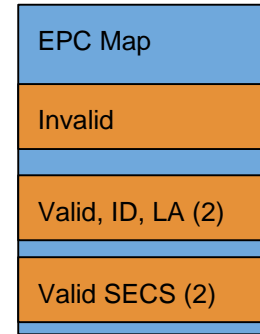 EPC Map
Invalid
Valid, ID, LA (2)
Valid SECS (2)